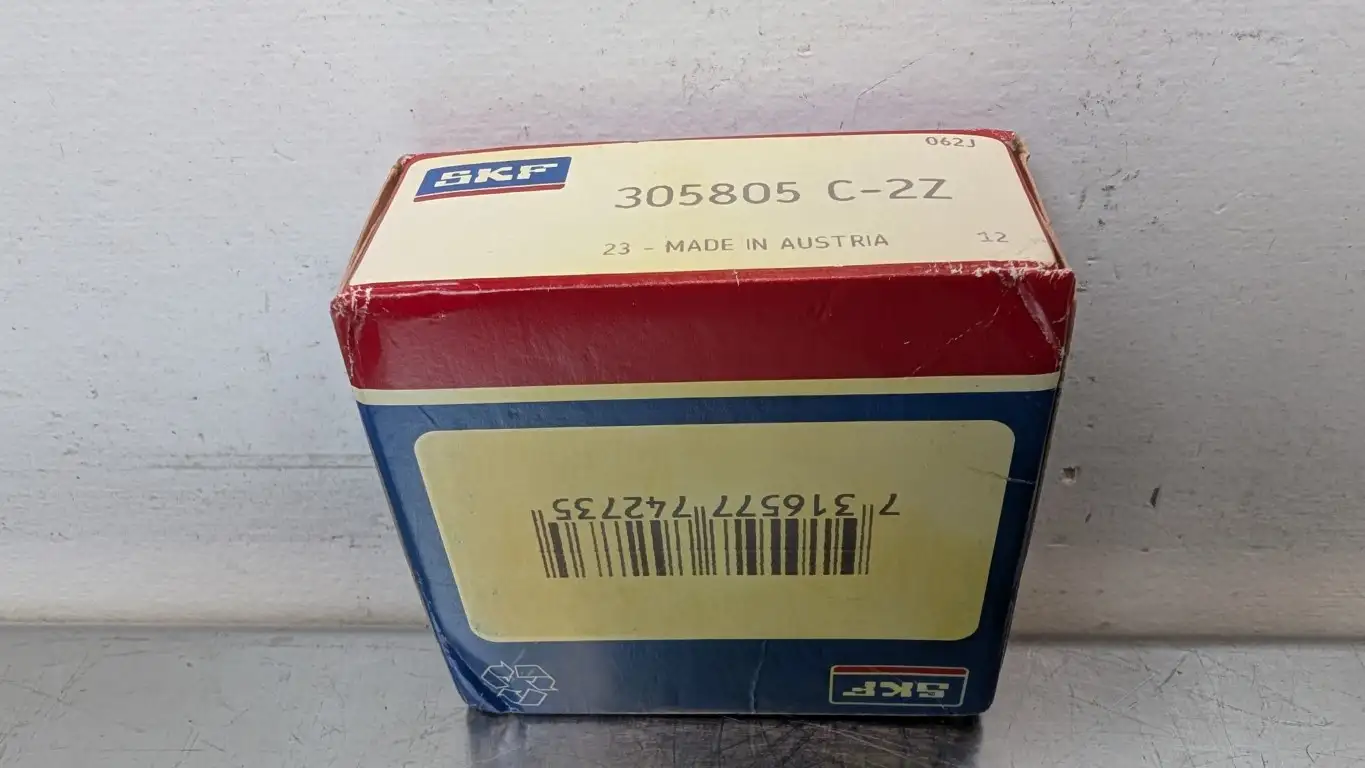 062J
SKF
305805 C-2Z
23 - MADE IN AUSTRIA
12
7 316577 742735
SKF